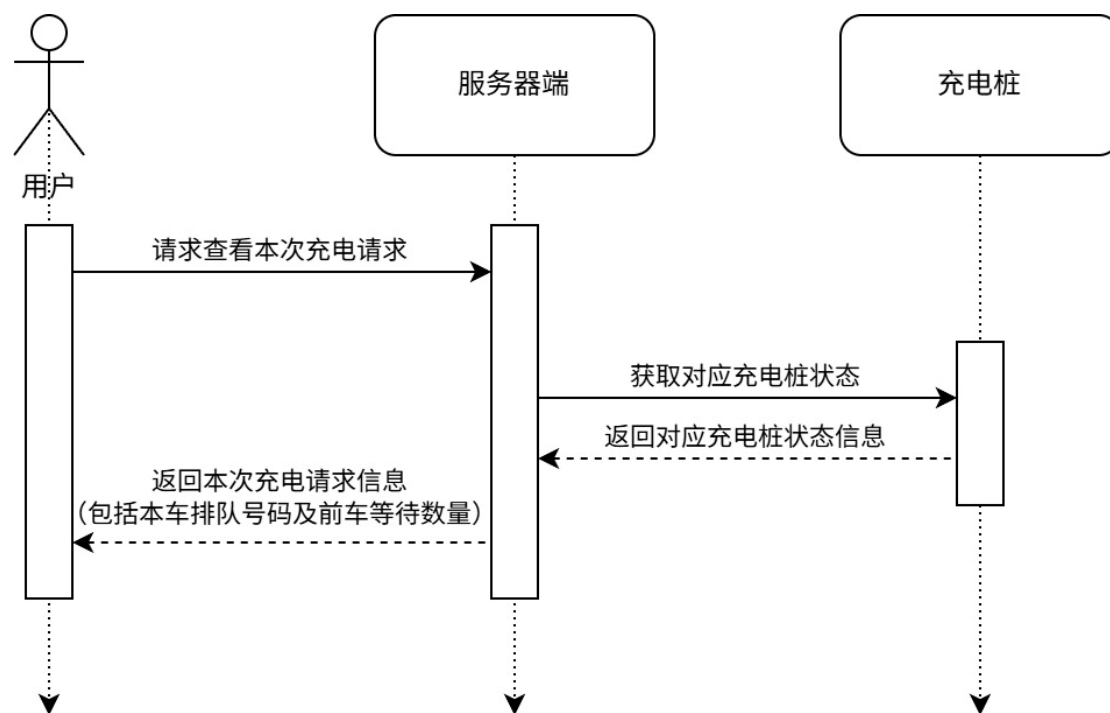 服务器端
充电桩
用户
请求查看本次充电请求
获取对应充电桩状态
返回对应充电桩状态信息
返回本次充电请求信息
（包括本车排队号码及前车等待数量）